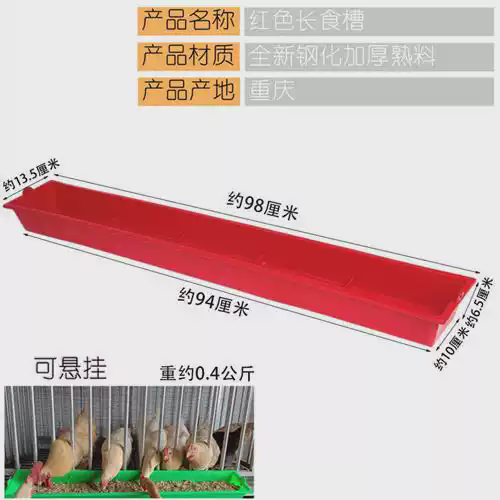 产品名称 红色长食槽
产品材质 全新钢化加厚熟料
产品产地 重庆
约13.5厘米
约98厘米
约94厘米
约6.5厘米
约10厘米
可悬挂
重约0.4公斤